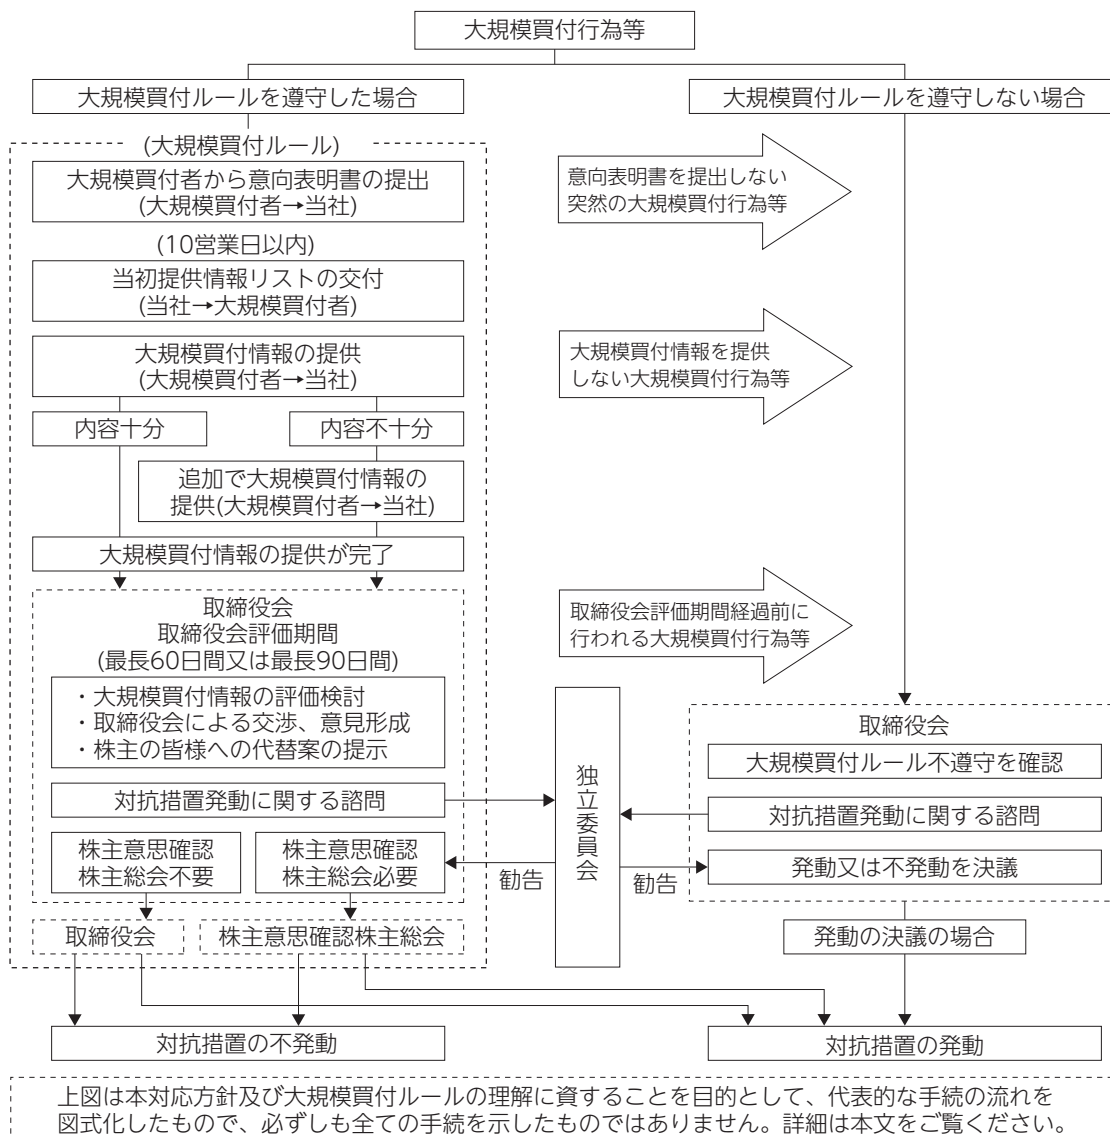 大規模買付行為等
大規模買付ルールを遵守した場合
大規模買付ルールを遵守しない場合
(大規模買付ルール)
大規模買付者から意向表明書の提出
(大規模買付者→当社)
意向表明書を提出しない
突然の大規模買付行為等
(10営業日以内)
当初提供情報リストの交付
(当社→大規模買付者)
大規模買付情報の提供
(大規模買付者→当社)
大規模買付情報を提供
しない大規模買付行為等
内容十分
内容不十分
追加で大規模買付情報の
提供(大規模買付者→当社)
大規模買付情報の提供が完了
取締役会
取締役会評価期間
(最長60日間又は最長90日間)
取締役会評価期間経過前に
行われる大規模買付行為等
・大規模買付情報の評価検討
・取締役会による交渉、意見形成
・株主の皆様への代替案の提示
対抗措置発動に関する諮問
株主意思確認
株主総会不要
株主意思確認
株主総会必要
独立委員会
勧告
勧告
取締役会
大規模買付ルール不遵守を確認
対抗措置発動に関する諮問
発動又は不発動を決議
取締役会
株主意思確認株主総会
発動の決議の場合
対抗措置の不発動
対抗措置の発動
上図は本対応方針及び大規模買付ルールの理解に資することを目的として、代表的な手続の流れを
図式化したもので、必ずしも全ての手続を示したものではありません。詳細は本文をご覧ください。